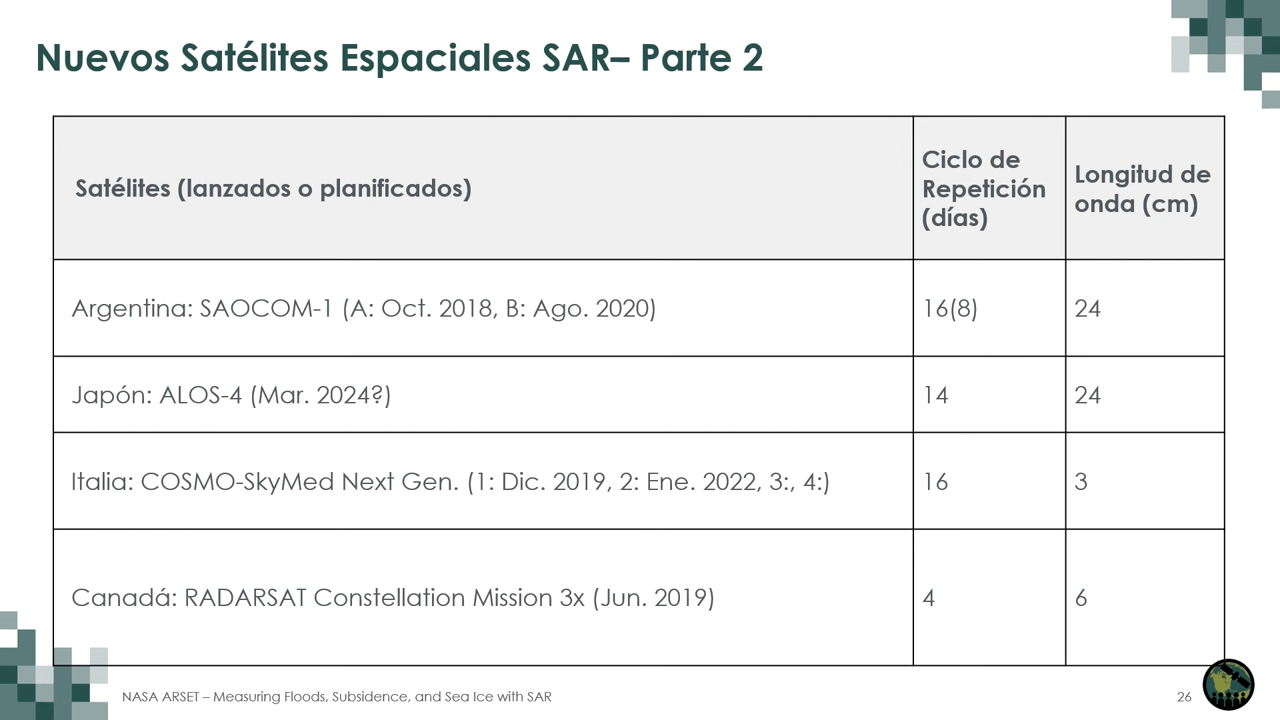 Nuevos Satélites Espaciales SAR– Parte 2
Satélites (lanzados o planificados)
Ciclo de
Repetición
(días)
Longitud de
onda (cm)
Argentina: SAOCOM-1 (A: Oct. 2018, B: Ago. 2020)
16(8)
24
Japón: ALOS-4 (Mar. 2024?)
14
24
Italia: COSMO-SkyMed Next Gen. (1: Dic. 2019, 2: Ene. 2022, 3:, 4:)
16
3
Canadá: RADARSAT Constellation Mission 3x (Jun. 2019)
4
6
NASA ARSET – Measuring Floods, Subsidence, and Sea Ice with SAR
26